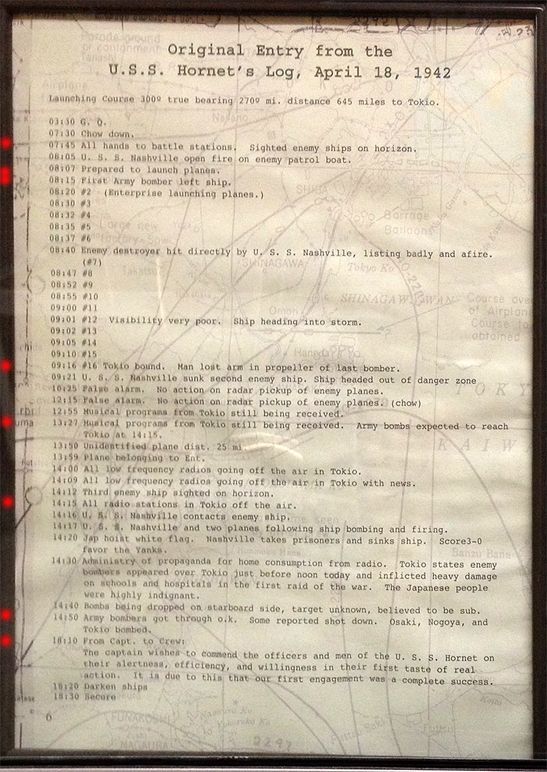 Original Entry from the
U.S.S. Hornet's Log, April 18, 1942
Launching Course 300º true bearing 270º mi. distance 645 miles to Tokio.
03:30 G. Q.
07:30 Chow down.
07:45 All hands to battle stations. Sighted enemy ships on horizon.
08:05 U. S. S. Nashville open fire on enemy patrol boat.
08:07 Prepared to launch planes.
08:15 First Army bomber left ship.
08:20 #2 (Enterprise launching planes.)
08:30 #3
08:32 #4
08:35 #5
08:37 #6
08:40 Enemy destroyer hit directly by U. S. S. Nashville, listing badly and afire.
(#7)
08:47 #8
08:52 #9
08:55 #10
09:00 #11
09:01 #12 Visibility very poor. Ship heading into storm.
09:02 #13
09:05 #14
09:10 #15
09:16 #16 Tokio bound. Man lost arm in propeller of last bomber.
09:21 U. S. S. Nashville sunk second enemy ship. Ship headed out of danger zone
10:25 False alarm. No action on radar pickup of enemy planes.
12:15 False alarm. No action on radar pickup of enemy planes. (chow)
12:55 Musical programs from Tokio still being received.
13:27 Musical programs from Tokio still being received. Army bombs expected to reach
Tokio at 14:15.
13:50 Unidentified plane dist. 25 mi.
13:59 Plane belonging to Ent.
14:00 All low frequency radios going off the air in Tokio.
14:09 All low frequency radios going off the air in Tokio with news.
14:12 Third enemy ship sighted on horizon.
14:15 All radio stations in Tokio off the air.
14:16 U. S. Nashville contacts enemy ship.
14:17 U. S. S. Nashville and two planes following ship bombing and firing.
14:20 Jap hoist white flag. Nashville takes prisoners and sinks ship. Score3-0
favor the Yanks.
14:30 Administry of propaganda for home consumption from radio. Tokio states enemy
bombers appeared over Tokio just before noon today and inflicted heavy damage
on schools and hospitals in the first raid of the war. The Japanese people
were highly indignant.
14:40 Bombs being dropped on starboard side, target unknown, believed to be sub.
14:50 Army bombers got through o.k. Some reported shot down. Osaki, Nogoya, and
Tokio bombed.
18:10 From Capt. to Crew:
The captain wishes to commend the officers and men of the U. S. S. Hornet on
their alertness, efficiency, and willingness in their first taste of real
action. It is due to this that our first engagement was a complete success.
18:20 Darken ships
18:30 Secure
6